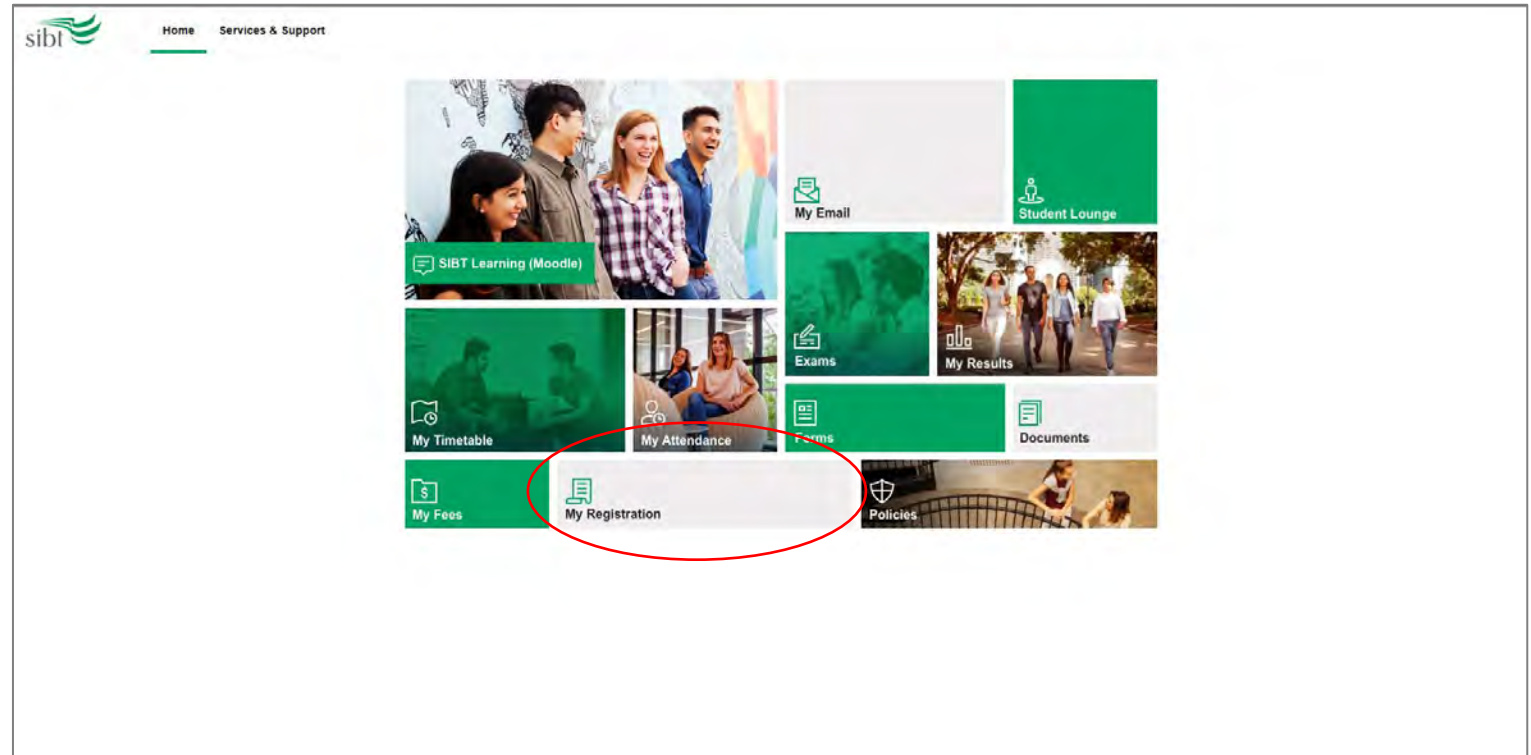 sibt
Home Services & Support
My Email
Student Lounge
SIBT Learning (Moodle)
Exams
My Results
My Timetable
My Attendance
Forms
Documents
My Fees
My Registration
Policies